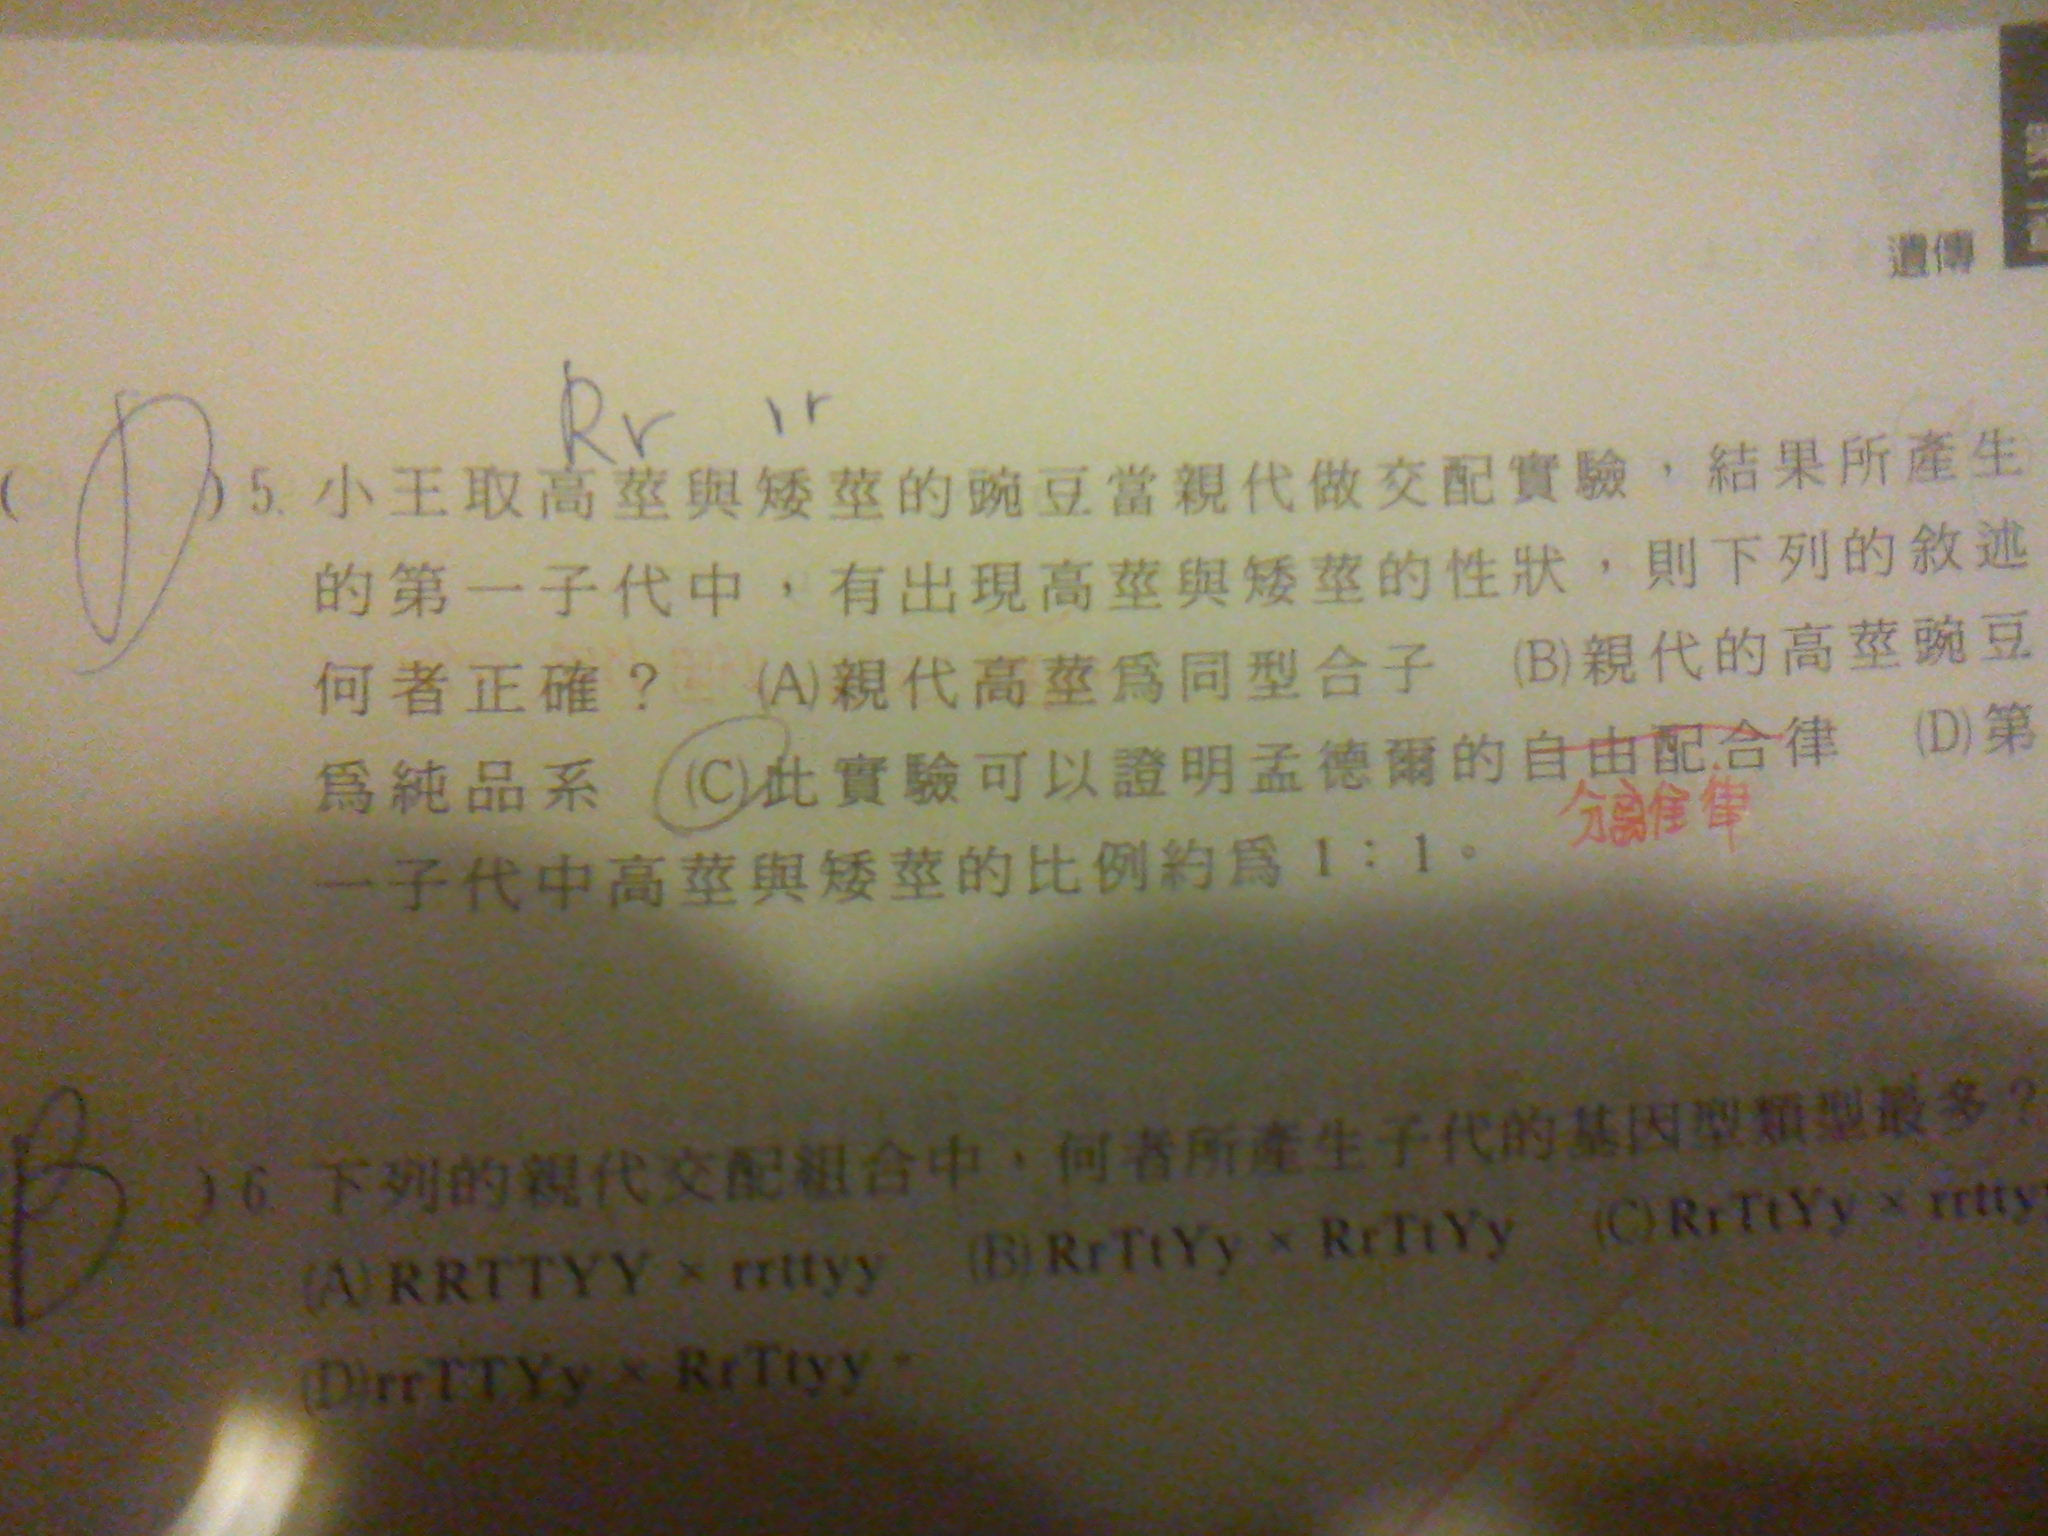 遺傳
Rr rr
(D)5. 小王取高莖與矮莖的豌豆當親代做交配實驗，結果所產生
的第一子代中，有出現高莖與矮莖的性狀，則下列的敘述
何者正確？ (A)親代高莖爲同型合子 (B)親代的高莖豌豆
爲純品系 (C)此實驗可以證明孟德爾的自由配合律 (D)第
分離律
一子代中高莖與矮莖的比例約爲1：1。
B )6. 下列的親代交配組合中，何者所產生子代的基因型類型最多？
(A)RRTTYY × rrttyy (B)RrTtYy × RrTtYy (C)RrTtYy × rrtty
(D)rrTTYy × RrTtyy。